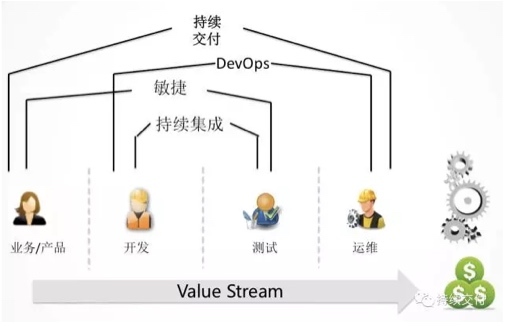 持续
交付
DevOps
敏捷
持续集成
业务/产品
开发
测试
运维
Value Stream
$
$ $
持续交付